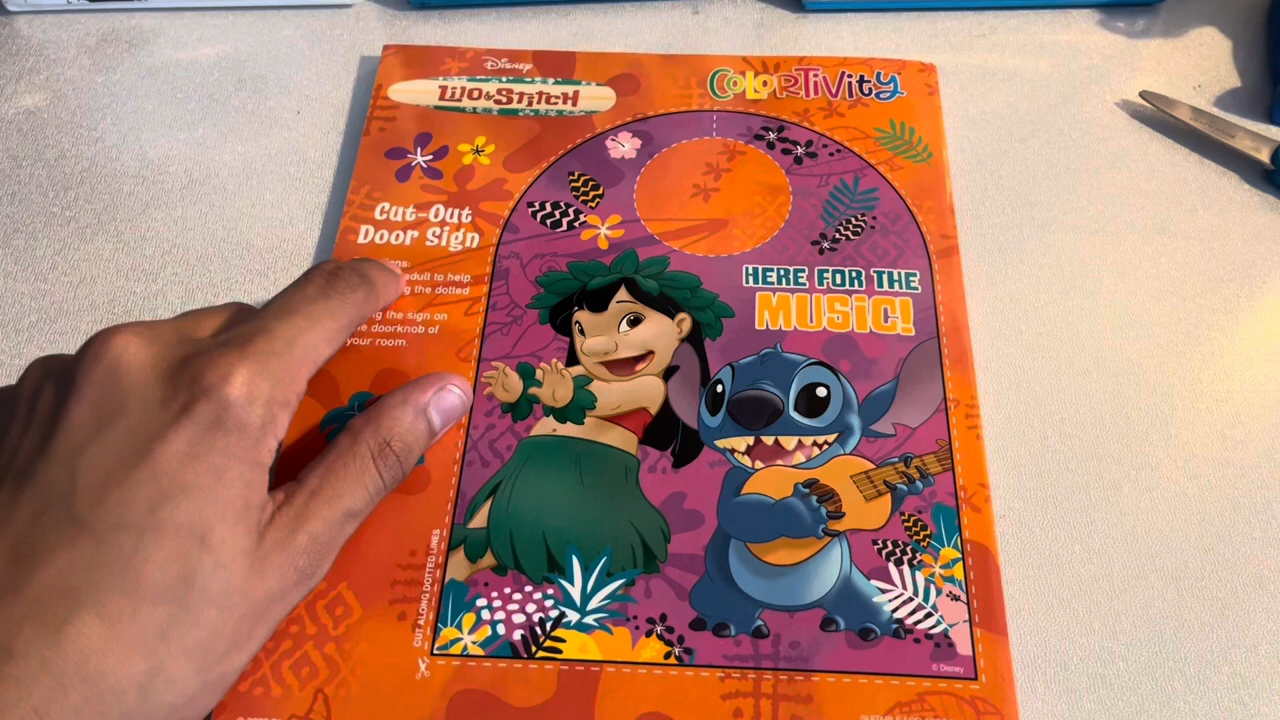 Disney
LILO & STITCH
COLORTIVITY
Cut-Out
Door Sign
adult to help.
the dotted
the sign on
doorknob of
your room.
HERE FOR THE
MUSIC!
CUT ALONG DOTTED LINES
© Disney